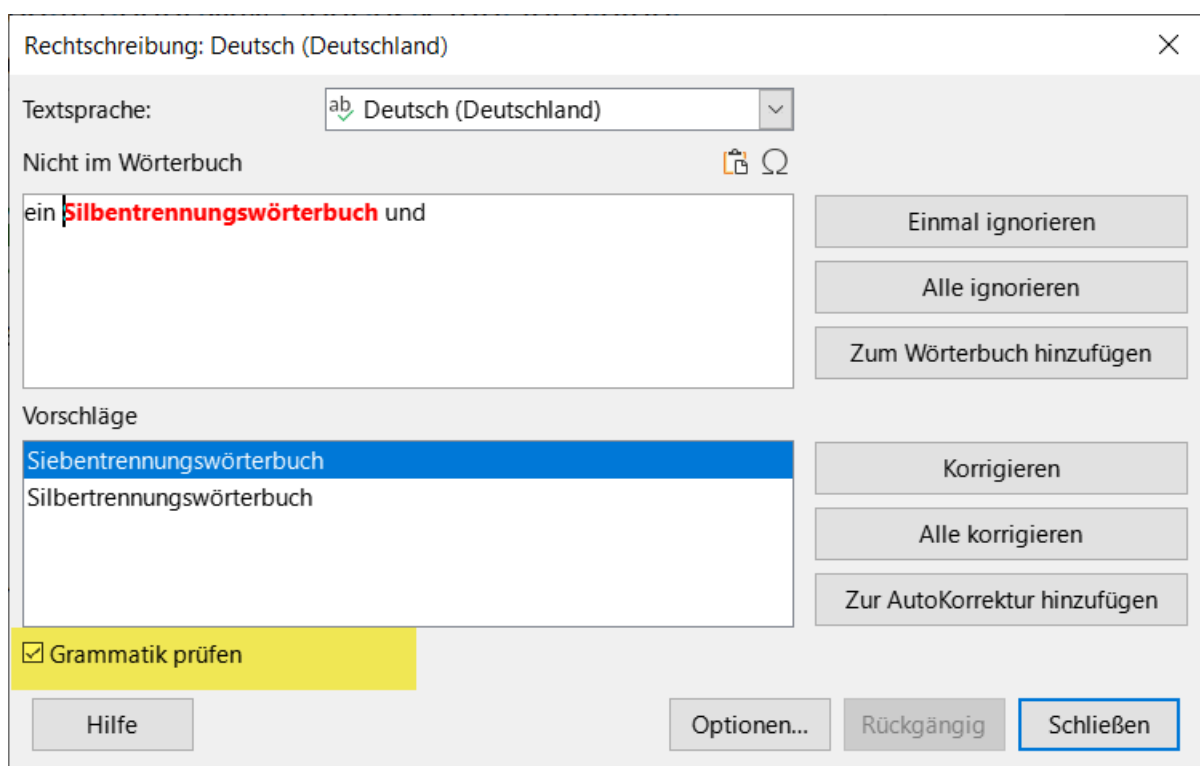 Rechtschreibung: Deutsch (Deutschland)
Textsprache:
Deutsch (Deutschland)
Nicht im Wörterbuch
ein Silbentrennungswörterbuch und
Einmal ignorieren
Alle ignorieren
Zum Wörterbuch hinzufügen
Vorschläge
Siebentrennungswörterbuch
Silbertrennungswörterbuch
Korrigieren
Alle korrigieren
Zur AutoKorrektur hinzufügen
Grammatik prüfen
Hilfe
Optionen...
Rückgängig
Schließen